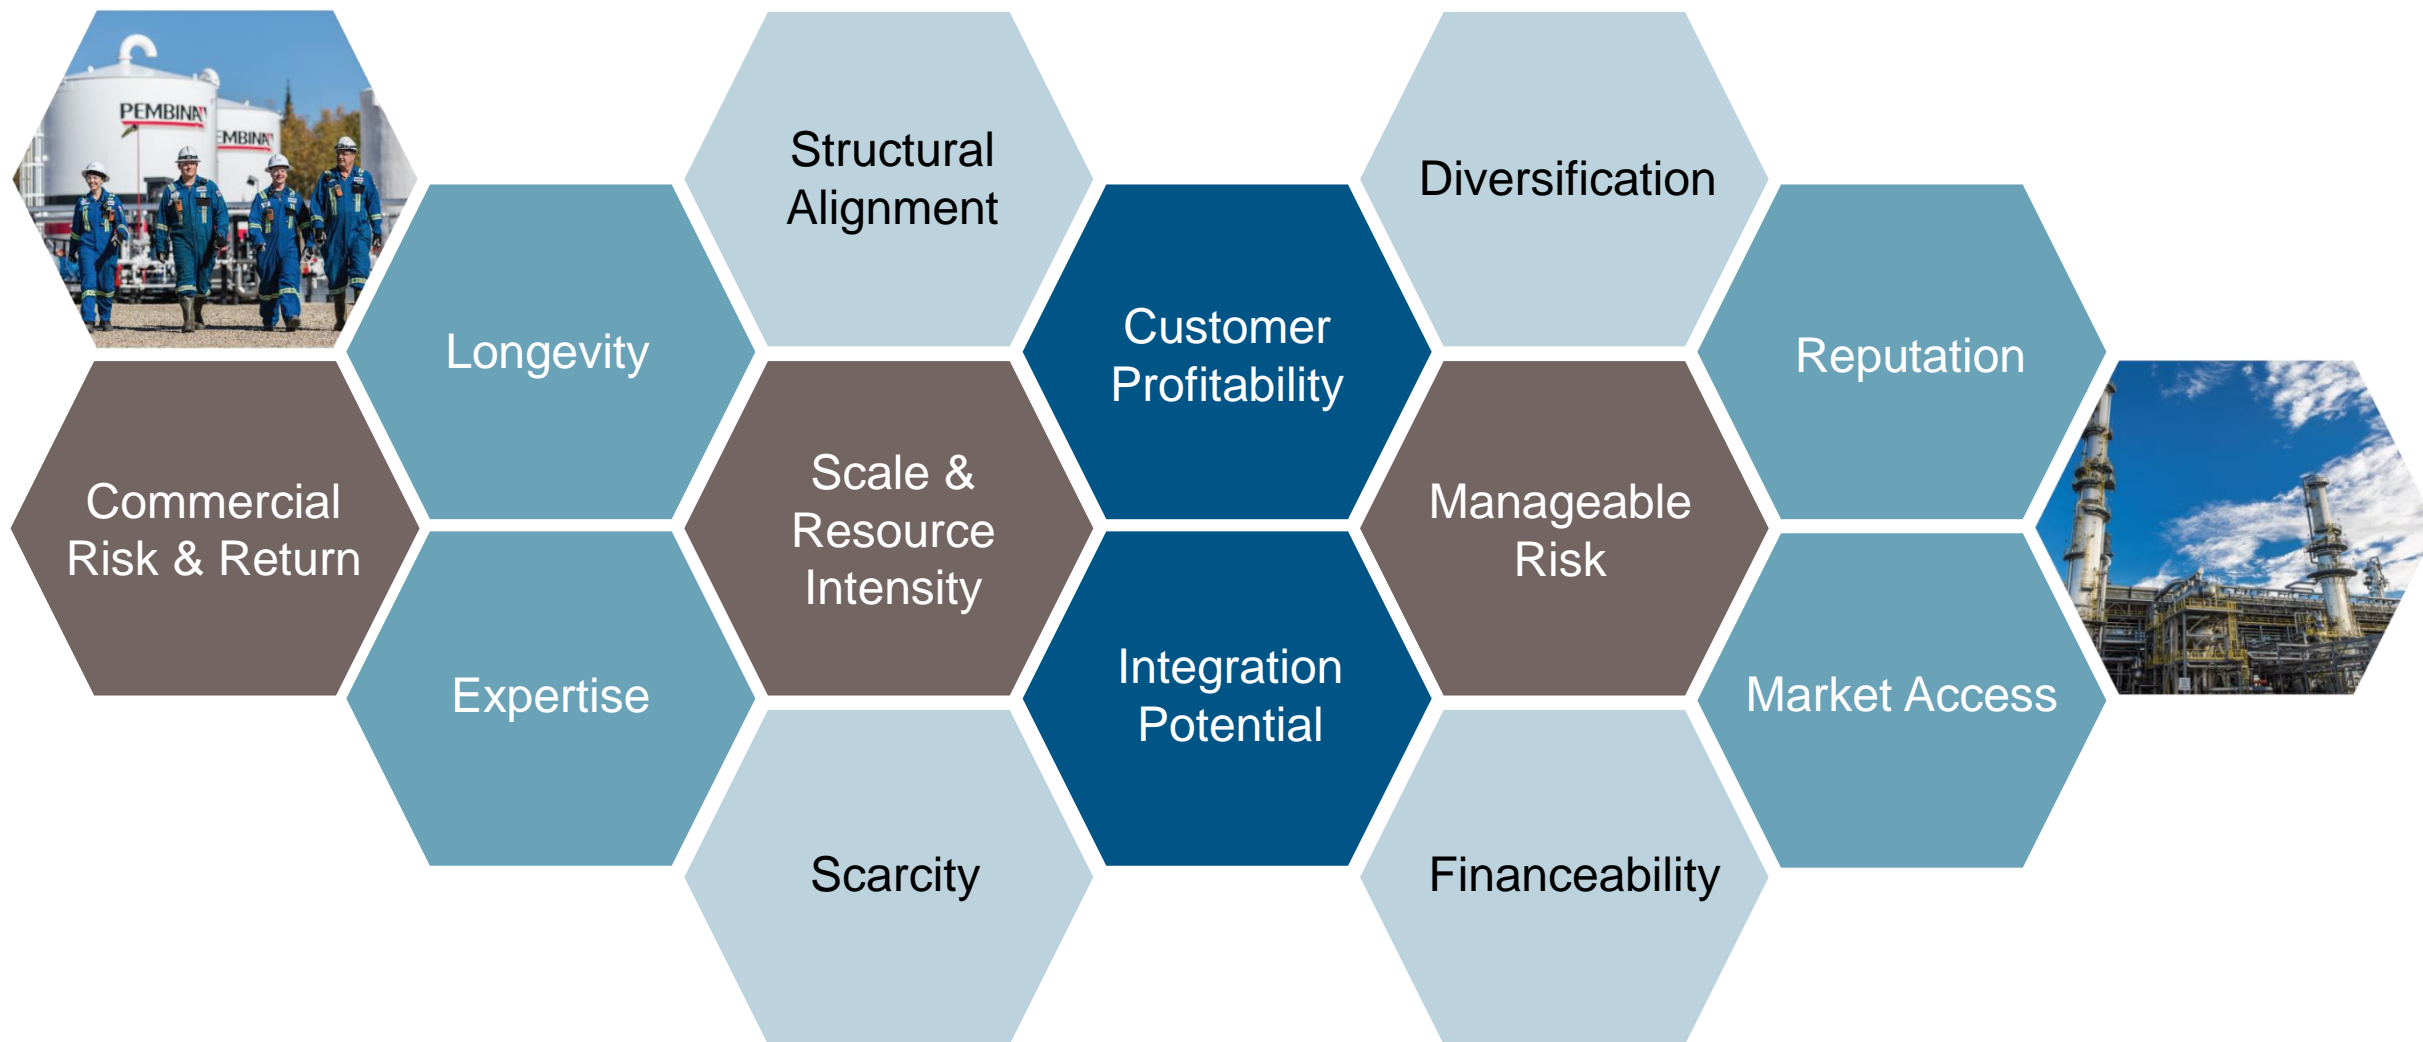 PEMBINA
EMBINA
Structural
Alignment
Diversification
Longevity
Customer
Profitability
Reputation
Commercial
Risk & Return
Scale &
Resource
Intensity
Manageable
Risk
Expertise
Integration
Potential
Market Access
Scarcity
Financeability